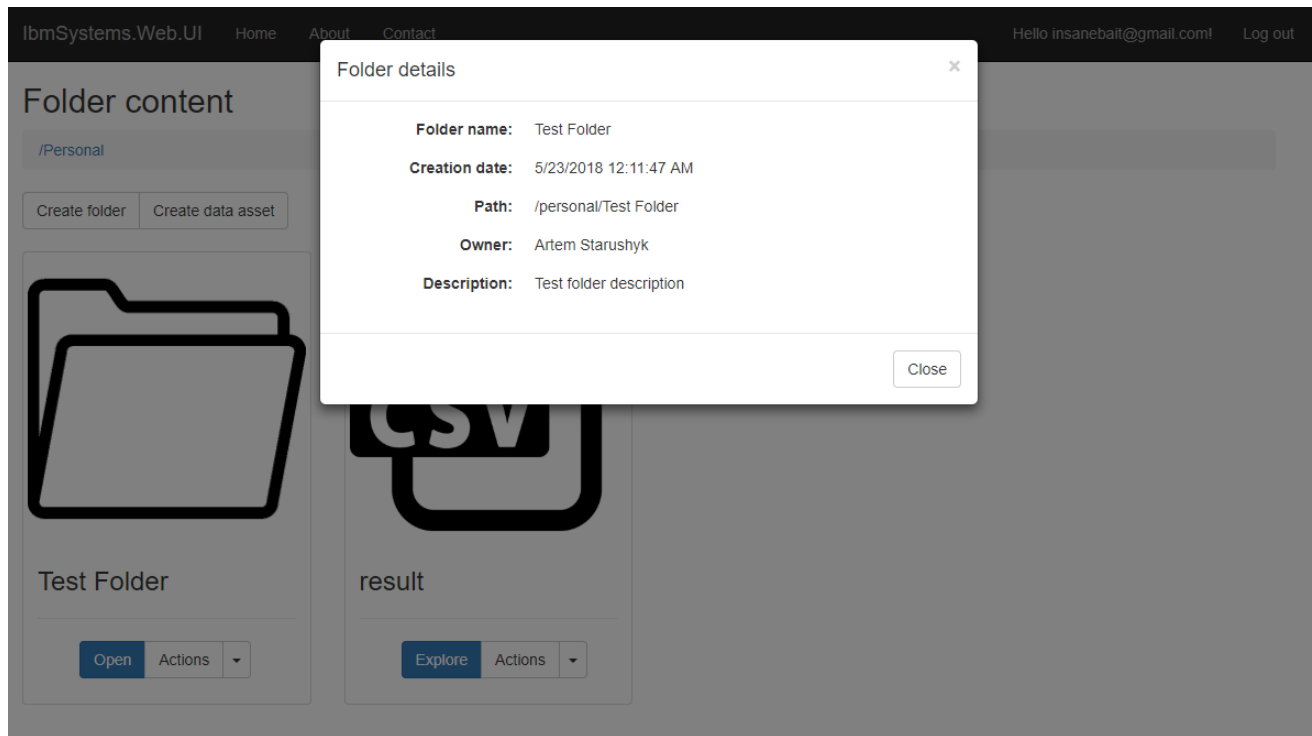 IbmSystems.Web.UI Home About Contact Hello insanebait@gmail.com! Log out
Folder details ×
Folder content
Folder name: Test Folder
/Personal
Creation date: 5/23/2018 12:11:47 AM
Path: /personal/Test Folder
Create folder Create data asset
Owner: Artem Starushyk
Description: Test folder description
Close
CSV
Test Folder result
Open Actions Explore Actions